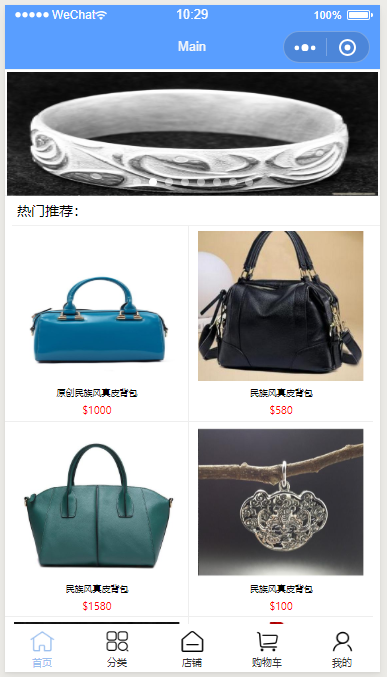 WeChat 10:29 100%
Main
热门推荐：
原创民族风真皮背包
$1000
民族风真皮背包
$580
民族风真皮背包
$1580
民族风真皮背包
$100
首页 分类 店铺 购物车 我的